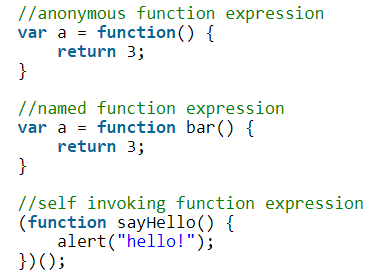 //anonymous function expression
var a = function() {
    return 3;
}

//named function expression
var a = function bar() {
    return 3;
}

//self invoking function expression
(function sayHello() {
    alert("hello!");
})();